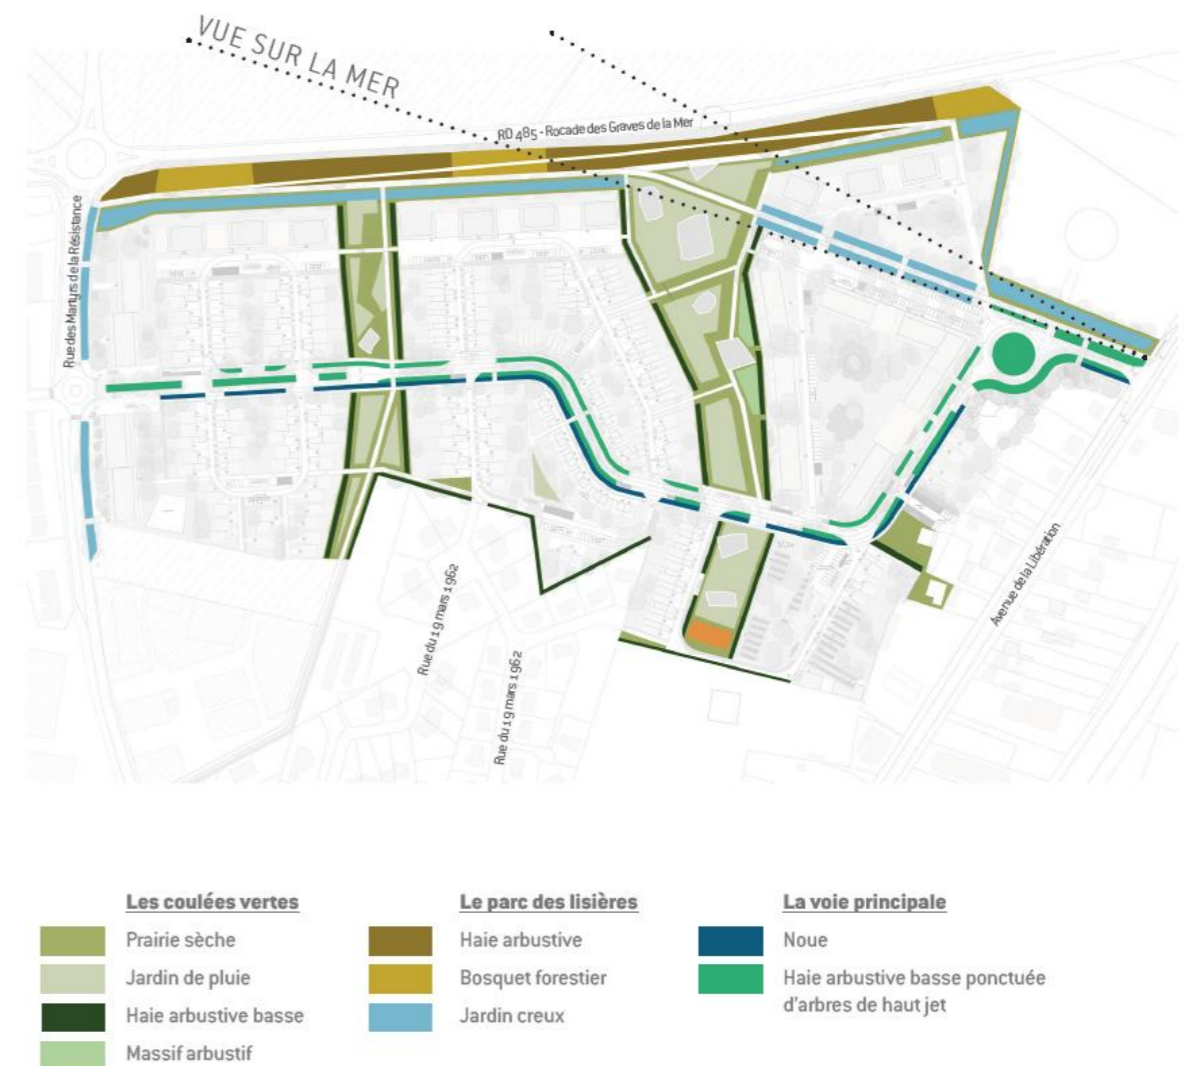 VUE SUR LA MER
RD 485 - Rocade des Graves de la Mer
Rue des Martyrs de la Résistance
Rue du 19 mars 1962
Rue du 19 mars 1962
Avenue de la Libération
Les coulées vertes
Prairie sèche
Jardin de pluie
Haie arbustive basse
Massif arbustif
Le parc des lisières
Haie arbustive
Bosquet forestier
Jardin creux
La voie principale
Noue
Haie arbustive basse ponctuée
d'arbres de haut jet